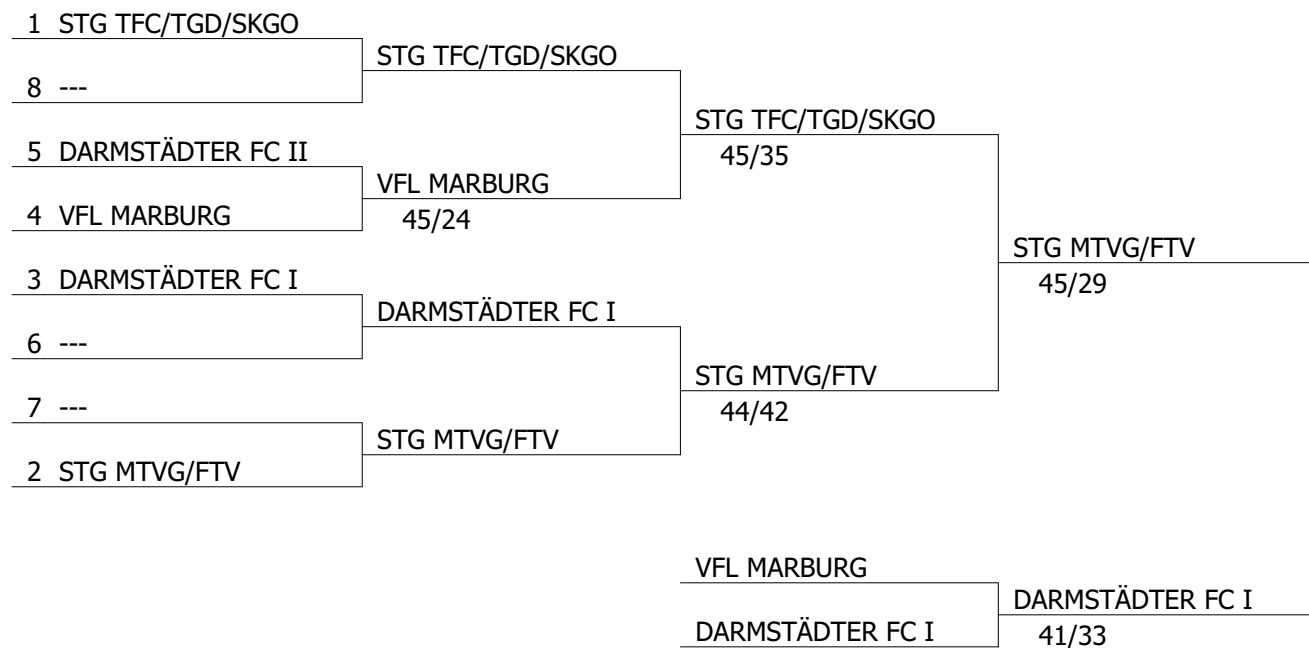 1 STG TFC/TGD/SKGO
STG TFC/TGD/SKGO
8 ---
STG TFC/TGD/SKGO
45/35
5 DARMSTÄDTER FC II
VFL MARBURG
45/24
4 VFL MARBURG
STG MTVG/FTV
45/29
3 DARMSTÄDTER FC I
DARMSTÄDTER FC I
6 ---
STG MTVG/FTV
44/42
7 ---
STG MTVG/FTV
2 STG MTVG/FTV
VFL MARBURG
DARMSTÄDTER FC I
DARMSTÄDTER FC I
41/33